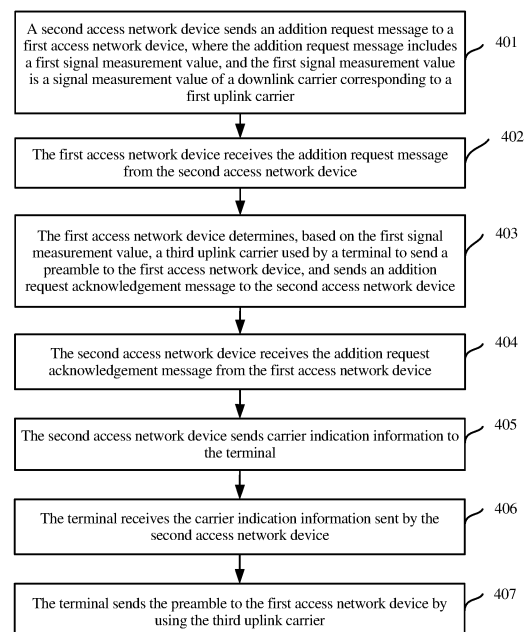 A second access network device sends an addition request message to a
first access network device, where the addition request message includes
a first signal measurement value, and the first signal measurement value
is a signal measurement value of a downlink carrier corresponding to a
first uplink carrier
401
The first access network device receives the addition request message
from the second access network device
402
The first access network device determines, based on the first signal
measurement value, a third uplink carrier used by a terminal to send a
preamble to the first access network device, and sends an addition
request acknowledgement message to the second access network device
403
The second access network device receives the addition request
acknowledgement message from the first access network device
404
The second access network device sends carrier indication information to
the terminal
405
The terminal receives the carrier indication information sent by the
second access network device
406
The terminal sends the preamble to the first access network device by
using the third uplink carrier
407